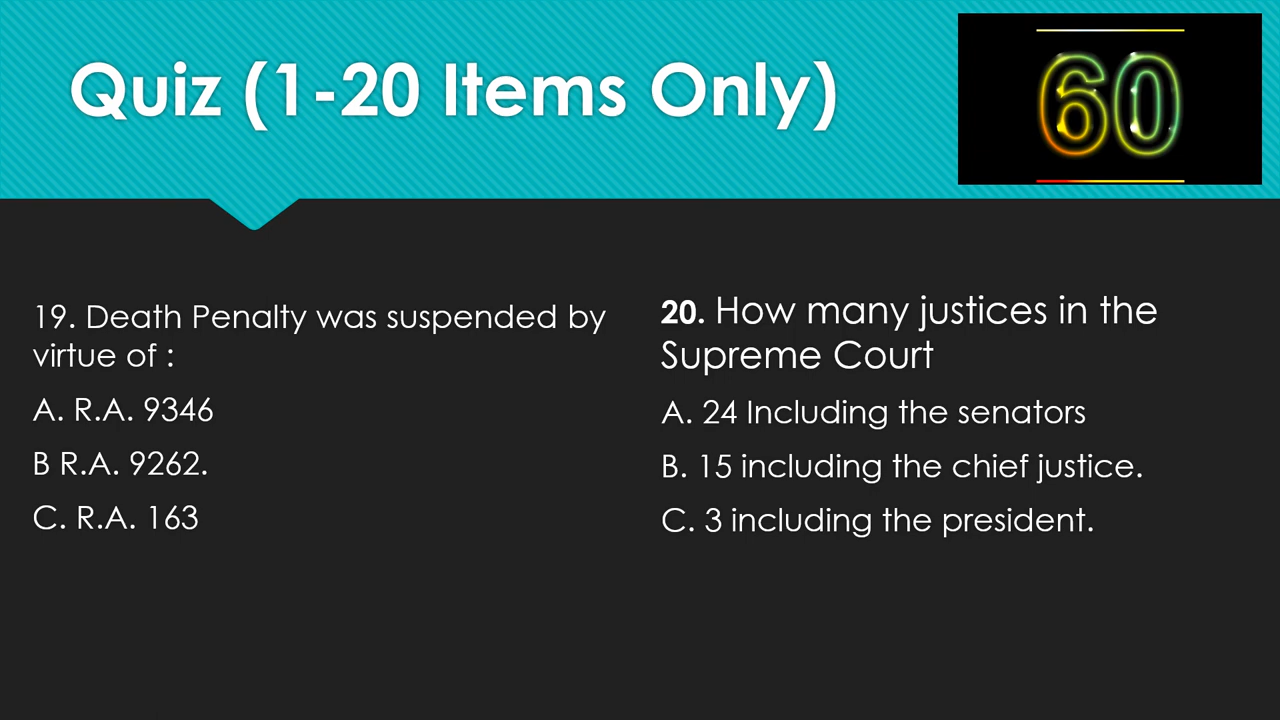 Quiz (1-20 Items Only)
60
19. Death Penalty was suspended by
virtue of :
A. R.A. 9346
B R.A. 9262.
C. R.A. 163
20. How many justices in the
Supreme Court
A. 24 Including the senators
B. 15 including the chief justice.
C. 3 including the president.